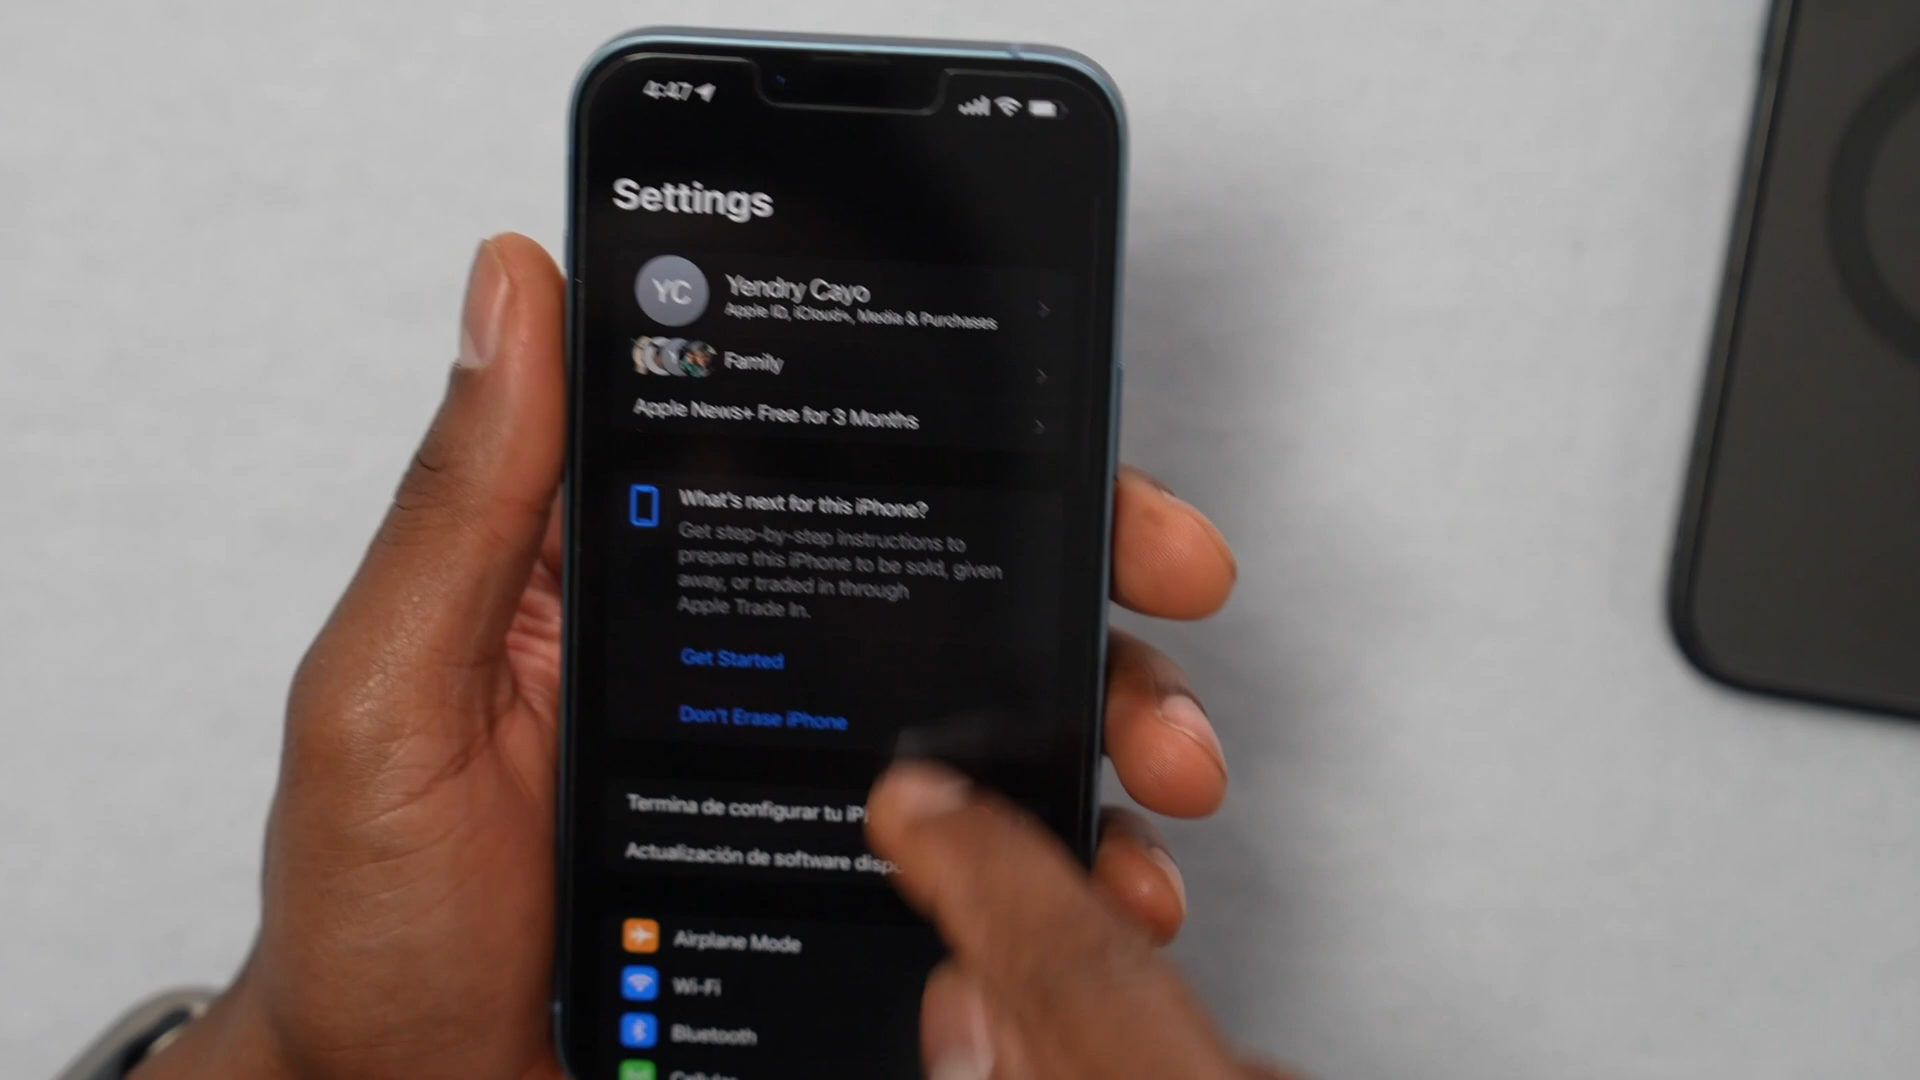 4:47
Settings
YC
Yendry Cayo
Apple ID, iCloud+, Media & Purchases
Family
Apple News+ Free for 3 Months
What's next for this iPhone?
Get step-by-step instructions to
prepare this iPhone to be sold, given
away, or traded in through
Apple Trade In.
Get Started
Don't Erase iPhone
Termina de configurar tu
Actualización de software
Airplane Mode
Wi-Fi
Bluetooth